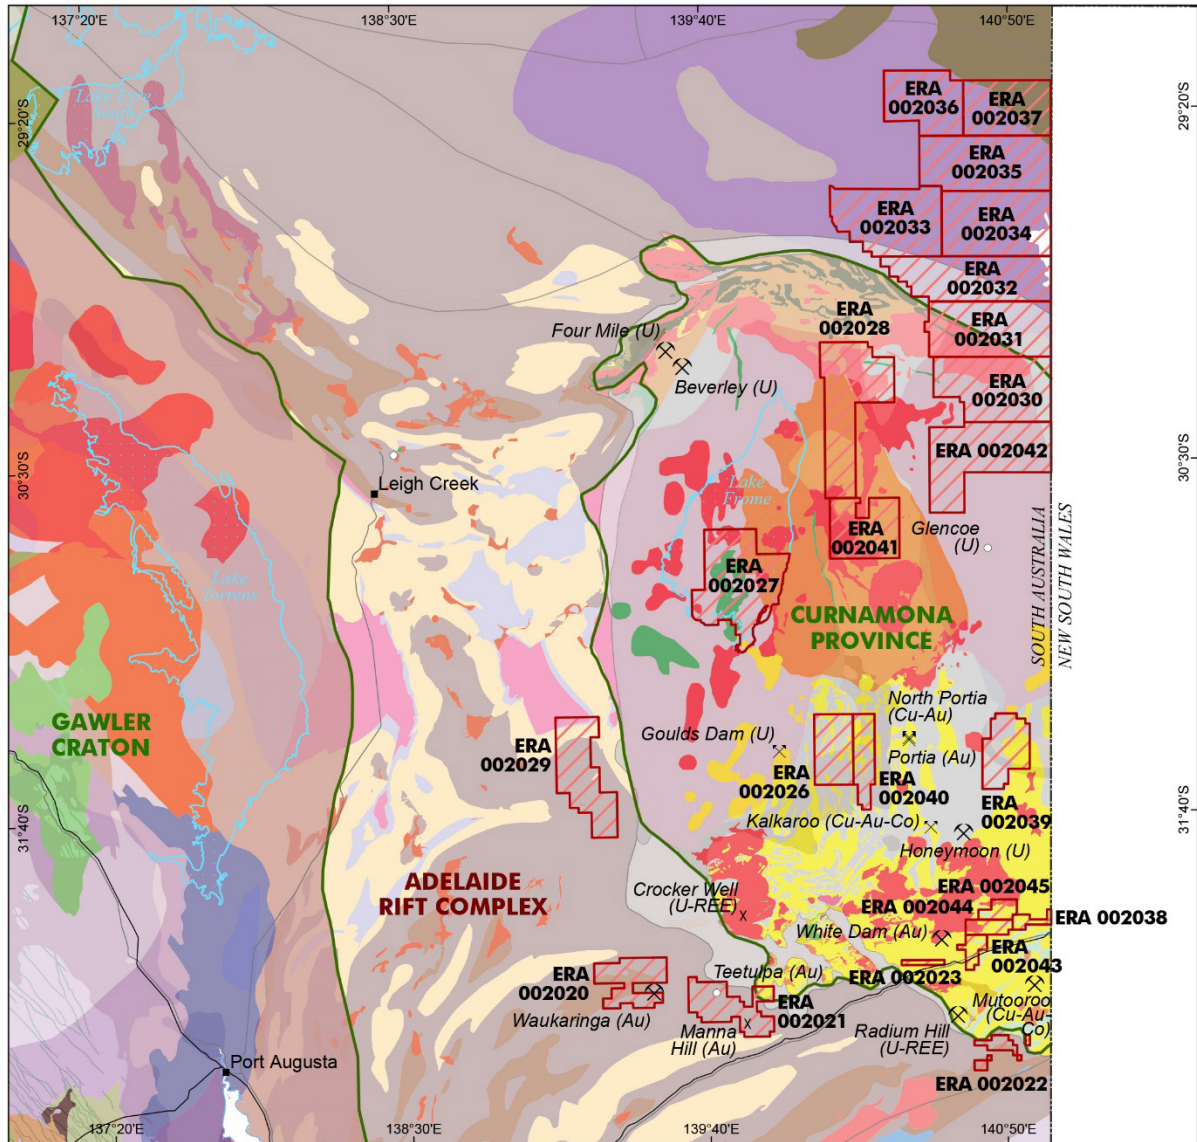 137°20'E
138°30'E
139°40'E
140°50'E
29°20'S
29°20'S
Lake Eyre
South
ERA
002036
ERA
002037
ERA
002035
ERA
002033
ERA
002034
ERA
002032
ERA
002028
ERA
002031
Four Mile (U)
Beverley (U)
ERA
002030
30°30'S
30°30'S
ERA 002042
Leigh Creek
Lake
Frome
Glencoe
(U)
ERA
002041
ERA
002027
Lake
Torrens
CURNAMONA
PROVINCE
SOUTH AUSTRALIA
NEW SOUTH WALES
GAWLER
CRATON
North Portia
(Cu-Au)
Goulds Dam (U)
Portia (Au)
ERA
002029
ERA
002026
ERA
002040
ERA
002039
31°40'S
31°40'S
Kalkaroo (Cu-Au-Co)
Honeymoon (U)
ADELAIDE
RIFT COMPLEX
Crocker Well
(U-REE)
ERA 002045
ERA 002044
ERA 002038
White Dam (Au)
ERA
002043
Teetulpa (Au)
ERA 002023
ERA
002020
Waukaringa (Au)
Manna
Hill (Au)
ERA
002021
Radium Hill
(U-REE)
Mutooroo
(Cu-Au-
Co)
Port Augusta
ERA 002022
137°20'E
138°30'E
139°40'E
140°50'E